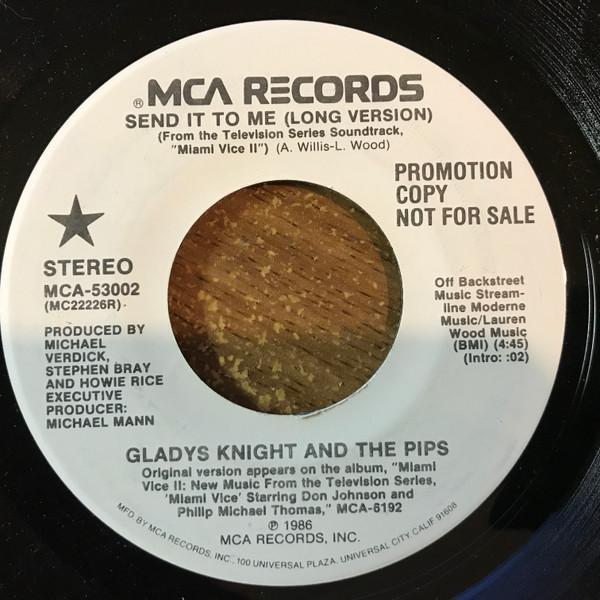 ® MCA RECORDS
SEND IT TO ME (LONG VERSION)
(From the Television Series Soundtrack,
"Miami Vice II") (A. Willis-L. Wood)
PROMOTION
COPY
NOT FOR SALE
STEREO
MCA-53002
(MC22226R)
PRODUCED BY
MICHAEL
VERDICK,
STEPHEN BRAY
AND HOWIE RICE
EXECUTIVE
PRODUCER:
MICHAEL MANN
Off Backstreet
Music Stream-
line Moderne
Music/Lauren
Wood Music
(BMI) (4:45)
(Intro: :02)
GLADYS KNIGHT AND THE PIPS
Original version appears on the album, "Miami
Vice II: New Music From the Television Series,
'Miami Vice' Starring Don Johnson and
Philip Michael Thomas," MCA-6192
℗ 1986
MCA RECORDS, INC.
MFD BY MCA RECORDS, INC., 100 UNIVERSAL PLAZA, UNIVERSAL CITY, CALIF. 91608